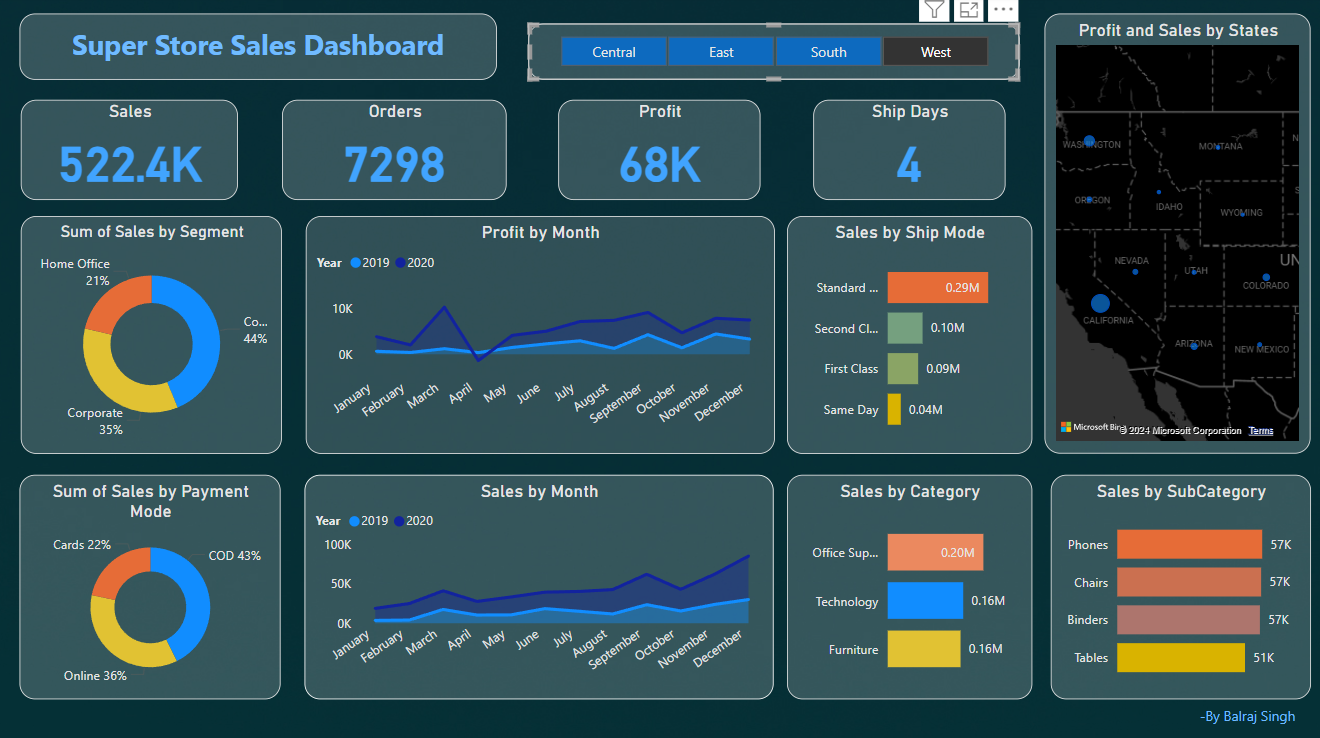 Super Store Sales Dashboard
Central
East
South
West
Sales
522.4K
Orders
7298
Profit
68K
Ship Days
4
Profit and Sales by States
WASHINGTON
MONTANA
OREGON
IDAHO
WYOMING
NEVADA
UTAH
COLORADO
UN
CALIFORNIA
ARIZONA
NEW MEXICO
N
S
Microsoft Bing
© 2024 Microsoft Corporation
Terms
Sum of Sales by Segment
Home Office
21%
Co...
44%
Corporate
35%
Profit by Month
Year 2019 2020
10K
0K
January
February
March
April
May
June
July
August
September
October
November
December
Sales by Ship Mode
Standard ... 0.29M
Second Cl... 0.10M
First Class 0.09M
Same Day 0.04M
Sum of Sales by Payment
Mode
Cards 22%
COD 43%
Online 36%
Sales by Month
Year 2019 2020
100K
50K
0K
January
February
March
April
May
June
July
August
September
October
November
December
Sales by Category
Office Sup... 0.20M
Technology 0.16M
Furniture 0.16M
Sales by SubCategory
Phones 57K
Chairs 57K
Binders 57K
Tables 51K
-By Balraj Singh